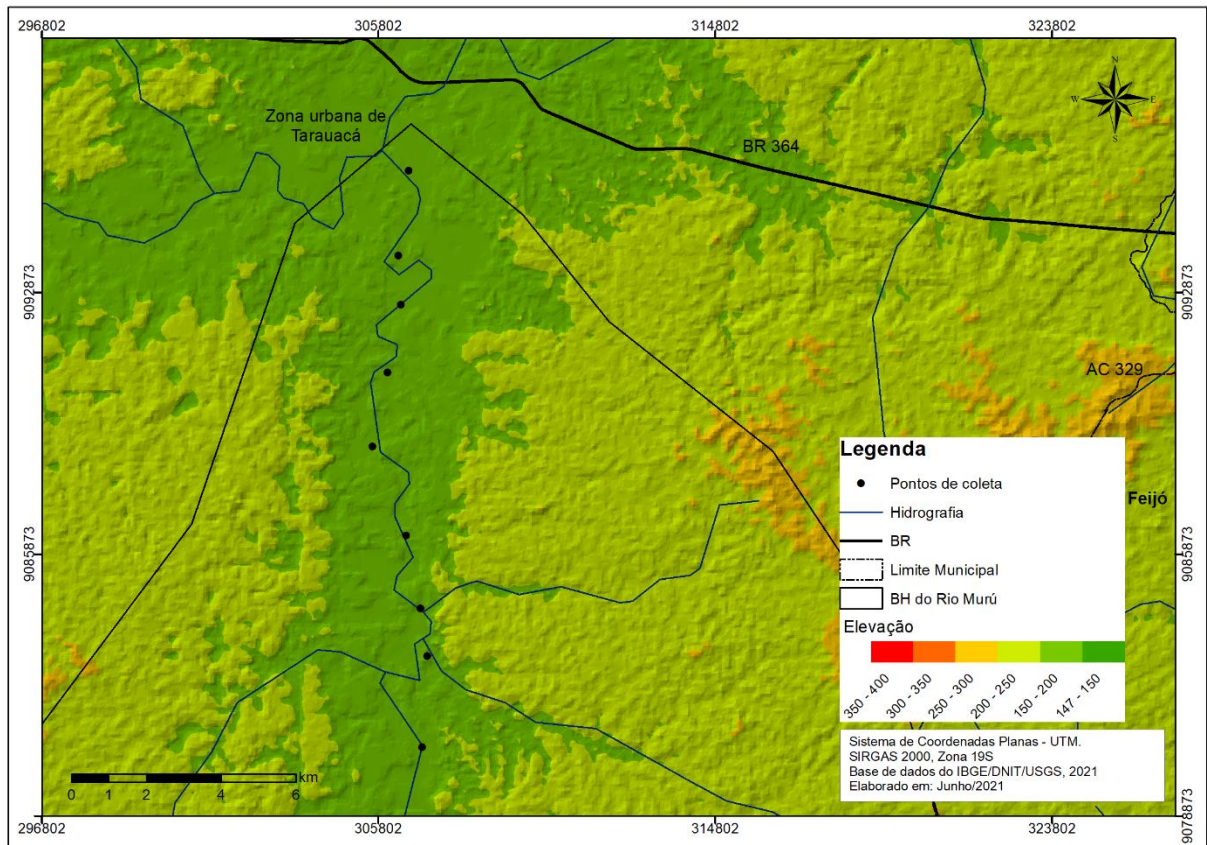 296802 305802 314802 323802
N
W E
S
Zona urbana de
Tarauacá
BR 364
9092873 9092873
AC 329
Legenda
Pontos de coleta
Hidrografia
BR
Limite Municipal
BH do Rio Murú
Feijó
9085873 9085873
Elevação
350 - 400 300 - 350 250 - 300 200 - 250 150 - 200 147 - 150
Sistema de Coordenadas Planas - UTM.
SIRGAS 2000, Zona 19S
Base de dados do IBGE/DNIT/USGS, 2021
Elaborado em: Junho/2021
km
0 1 2 4 6
9078873
296802 305802 314802 323802